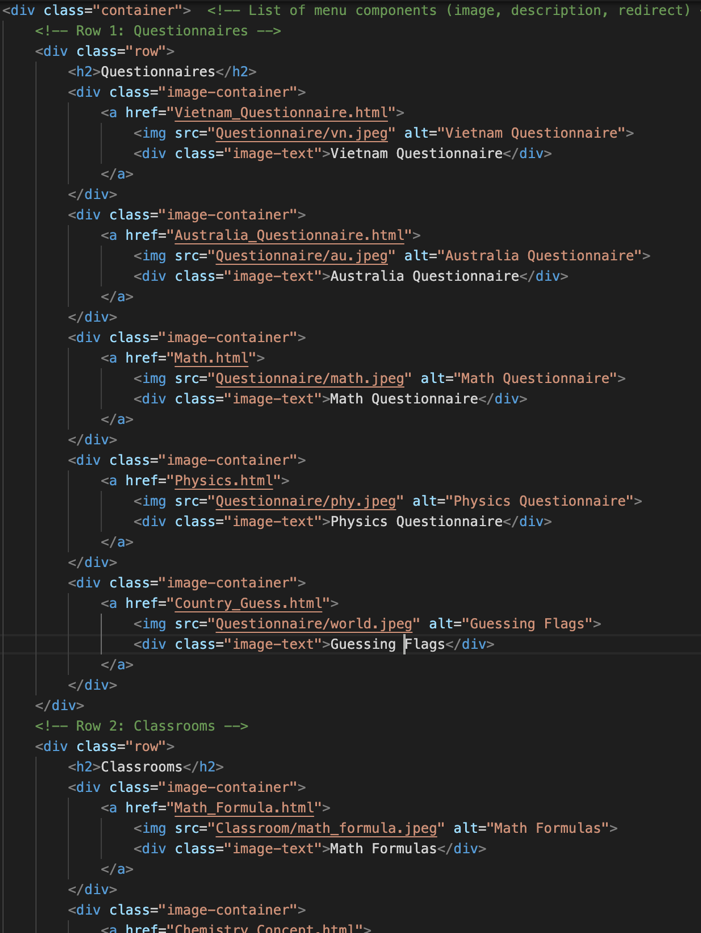 <div class="container">  <!-- List of menu components (image, description, redirect)
    <!-- Row 1: Questionnaires -->
    <div class="row">
        <h2>Questionnaires</h2>
        <div class="image-container">
            <a href="Vietnam_Questionnaire.html">
                <img src="Questionnaire/vn.jpeg" alt="Vietnam Questionnaire">
                <div class="image-text">Vietnam Questionnaire</div>
            </a>
        </div>
        <div class="image-container">
            <a href="Australia_Questionnaire.html">
                <img src="Questionnaire/au.jpeg" alt="Australia Questionnaire">
                <div class="image-text">Australia Questionnaire</div>
            </a>
        </div>
        <div class="image-container">
            <a href="Math.html">
                <img src="Questionnaire/math.jpeg" alt="Math Questionnaire">
                <div class="image-text">Math Questionnaire</div>
            </a>
        </div>
        <div class="image-container">
            <a href="Physics.html">
                <img src="Questionnaire/phy.jpeg" alt="Physics Questionnaire">
                <div class="image-text">Physics Questionnaire</div>
            </a>
        </div>
        <div class="image-container">
            <a href="Country_Guess.html">
                <img src="Questionnaire/world.jpeg" alt="Guessing Flags">
                <div class="image-text">Guessing Flags</div>
            </a>
        </div>
    </div>
    <!-- Row 2: Classrooms -->
    <div class="row">
        <h2>Classrooms</h2>
        <div class="image-container">
            <a href="Math_Formula.html">
                <img src="Classroom/math_formula.jpeg" alt="Math Formulas">
                <div class="image-text">Math Formulas</div>
            </a>
        </div>
        <div class="image-container">
            <a href="Chemistry_Concept.html">